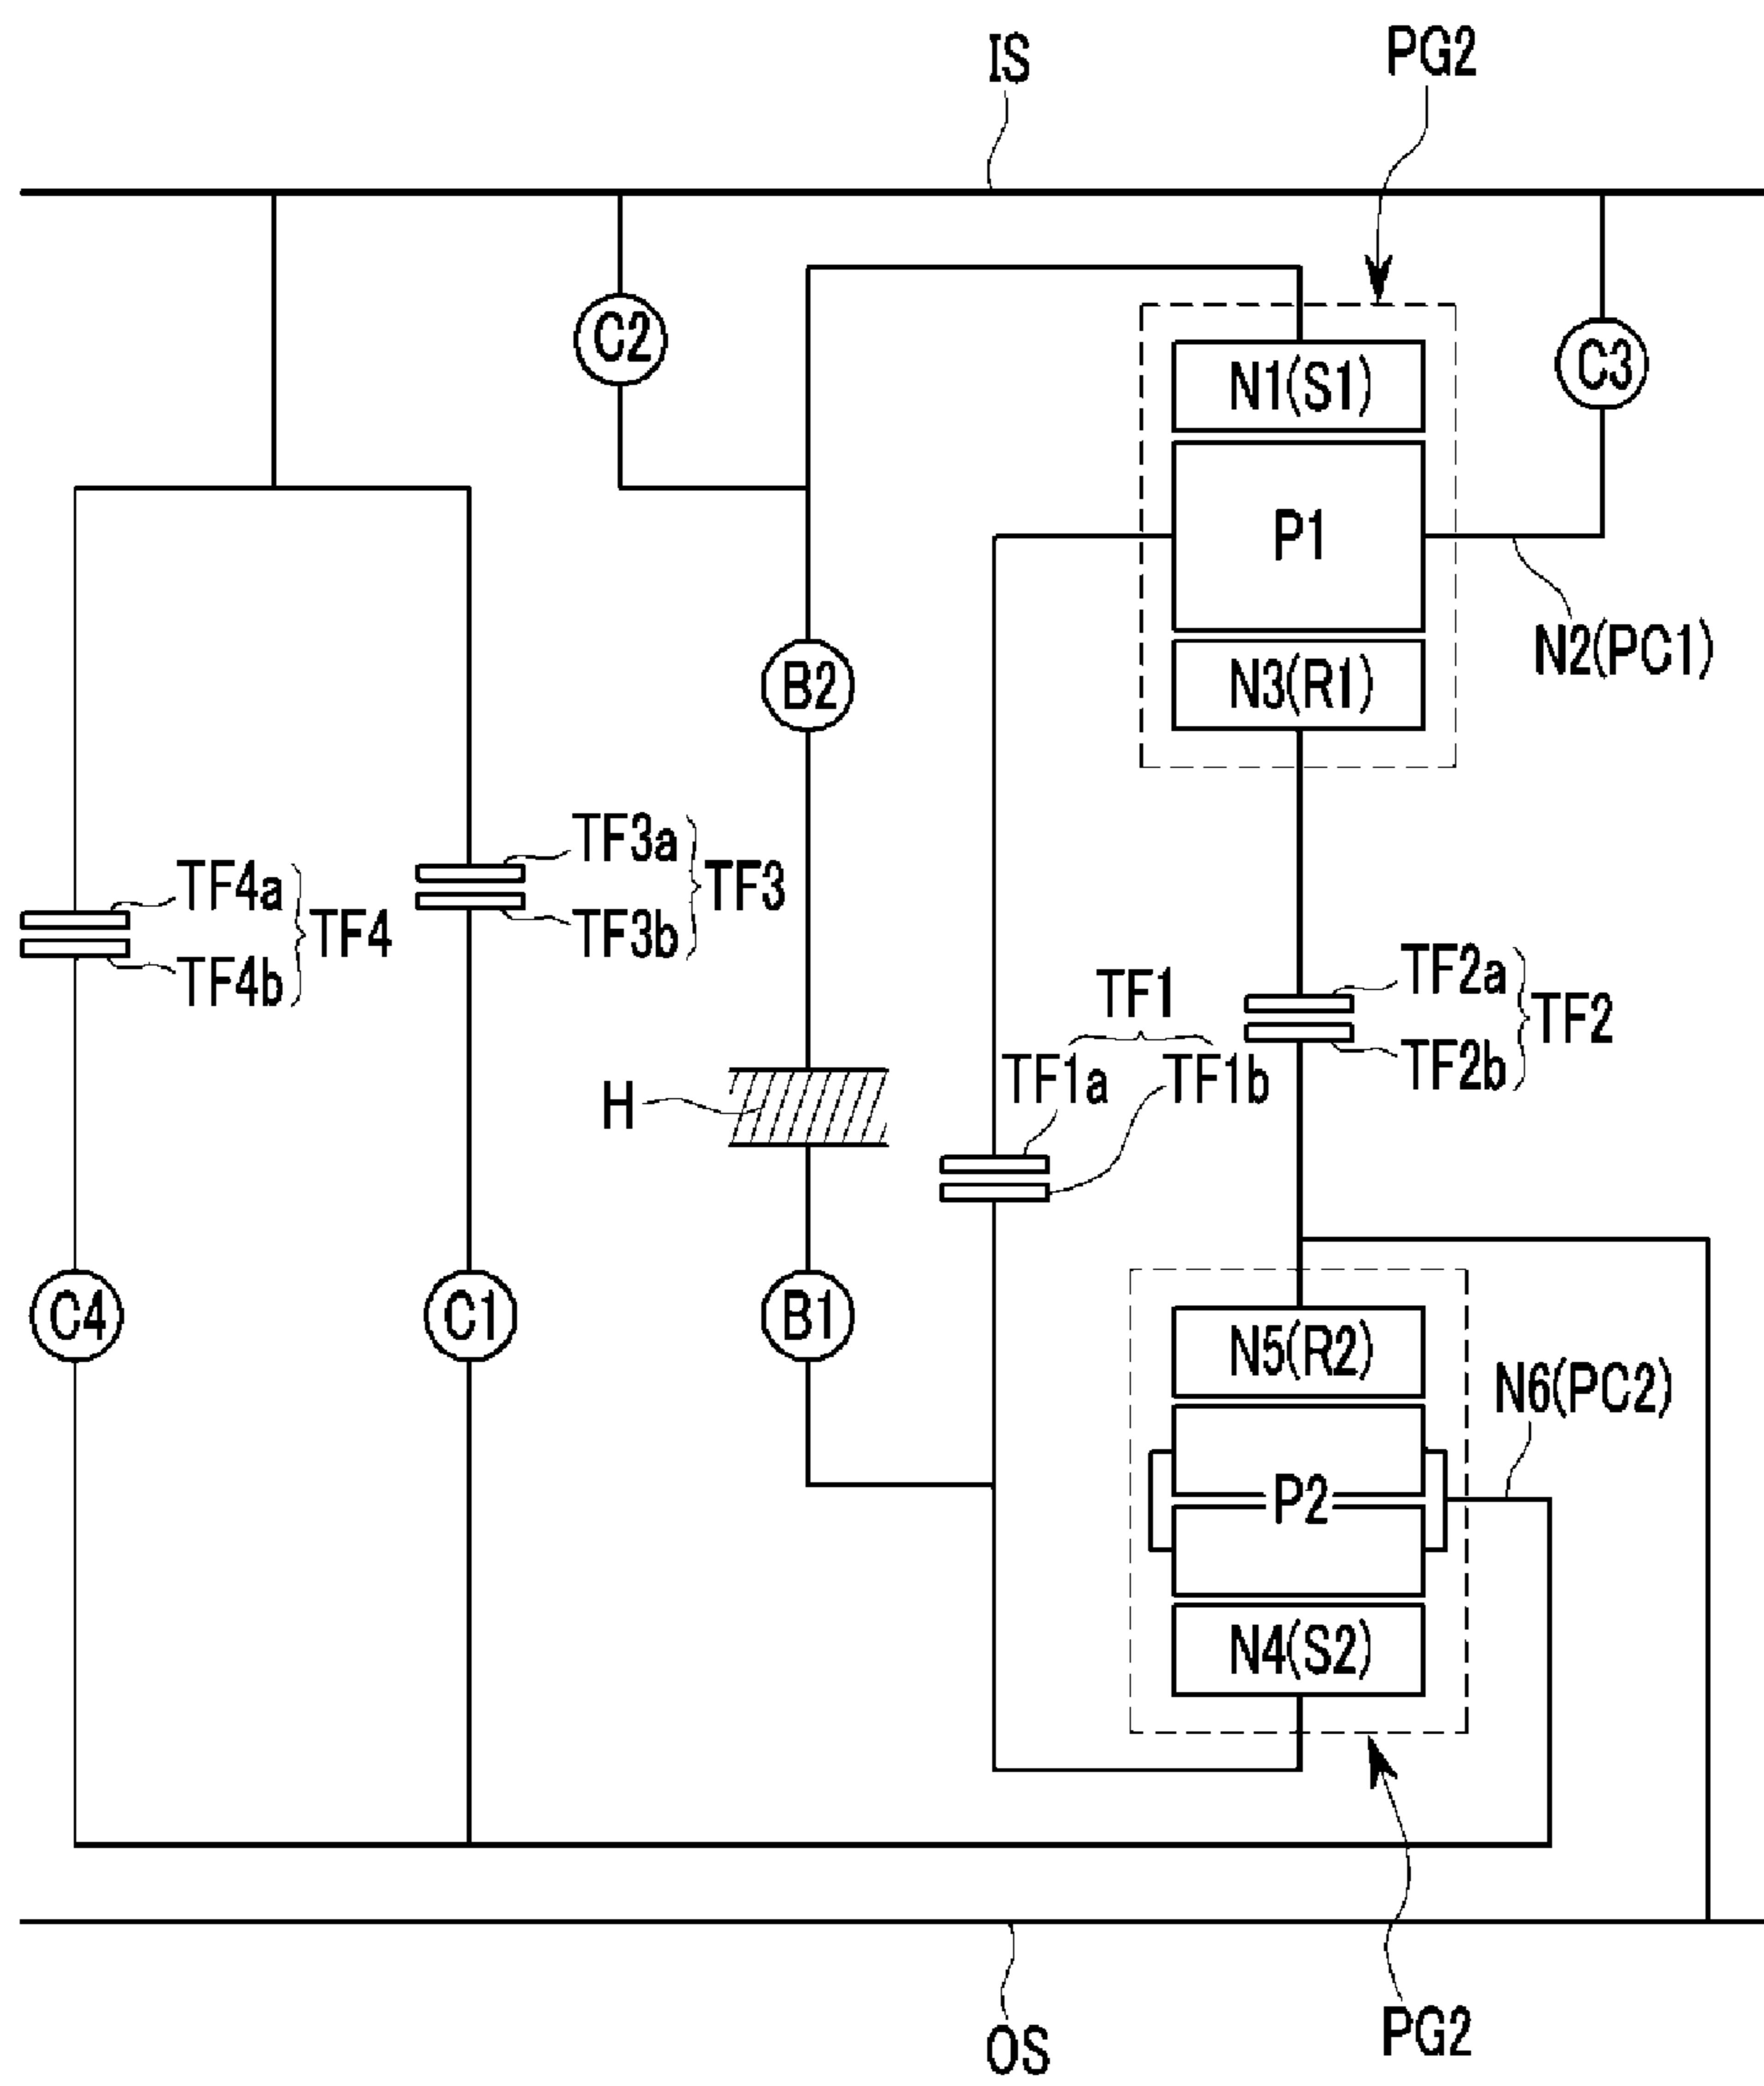 IS
PG2
C2
N1(S1)
C3
P1
N2(PC1)
B2
N3(R1)
TF3a
TF3
TF3b
TF4a
TF4
TF4b
TF2a
TF2
TF2b
TF1
TF1a
TF1b
H
C4
C1
B1
N5(R2)
N6(PC2)
P2
N4(S2)
OS
PG2